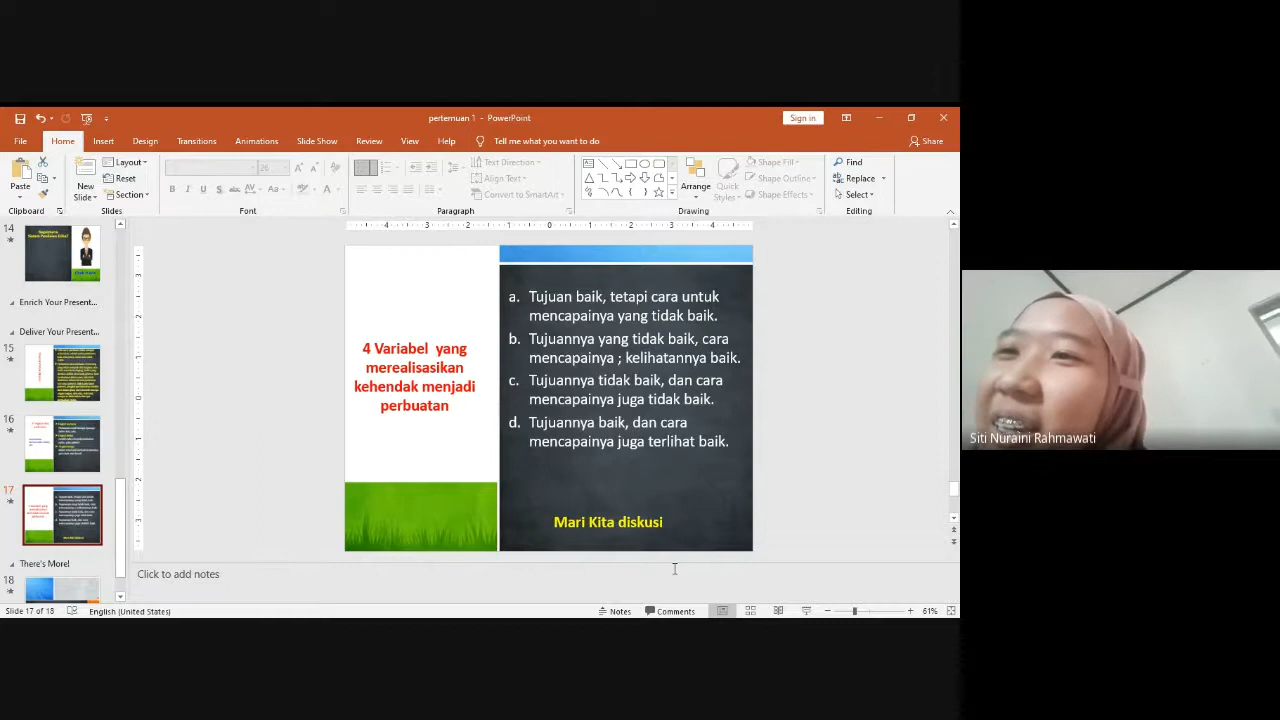 pertemuan 1 - PowerPoint
Sign in
File Home Insert Design Transitions Animations Slide Show Review View Help Tell me what you want to do
Share
Paste
New
Slide
Layout
Reset
Section
26
Text Direction
Align Text
Convert to SmartArt
Arrange
Quick
Styles
Shape Fill
Shape Outline
Shape Effects
Find
Replace
Select
Clipboard Slides Font Paragraph Drawing Editing
14
Enrich Your Present...
Deliver Your Present...
15
16
17
There's More!
18
4 Variabel yang
merealisasikan
kehendak menjadi
perbuatan
a. Tujuan baik, tetapi cara untuk
mencapainya yang tidak baik.
b. Tujuannya yang tidak baik, cara
mencapainya ; kelihatannya baik.
c. Tujuannya tidak baik, dan cara
mencapainya juga tidak baik.
d. Tujuannya baik, dan cara
mencapainya juga terlihat baik.
Mari Kita diskusi
Click to add notes
Slide 17 of 18 English (United States) Notes Comments 61%
Siti Nuraini Rahmawati